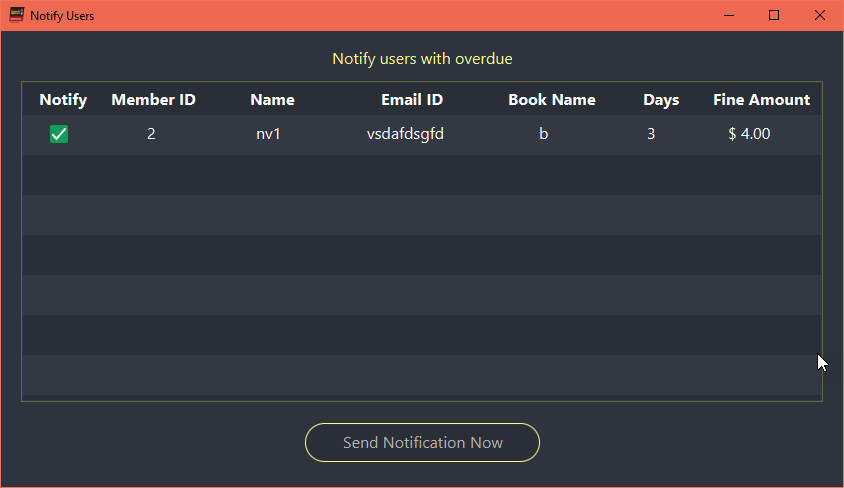 Notify Users
Notify users with overdue
Notify Member ID Name Email ID Book Name Days Fine Amount
2 nv1 vsdafdsgfd b 3 $ 4.00
Send Notification Now